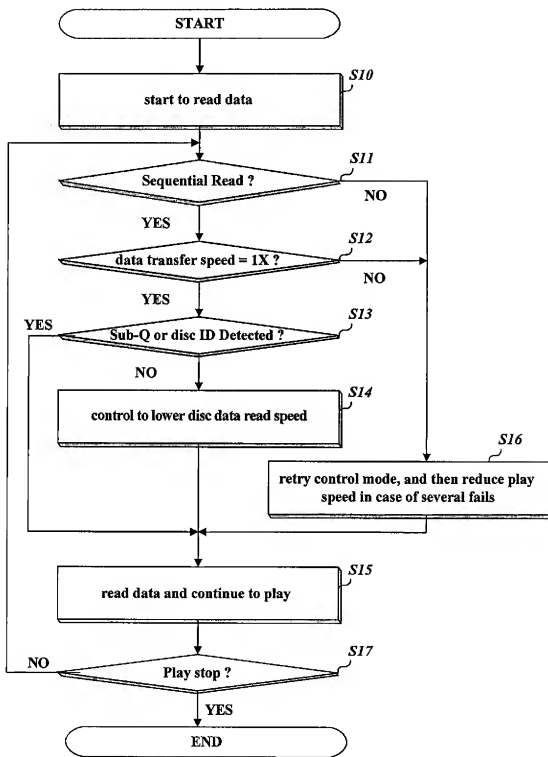 START
S10
start to read data
S11
Sequential Read ?
NO
YES
S12
data transfer speed = 1X ?
NO
YES
S13
YES
Sub-Q or disc ID Detected ?
NO
S14
control to lower disc data read speed
S16
retry control mode, and then reduce play
speed in case of several fails
S15
read data and continue to play
S17
NO
Play stop ?
YES
END